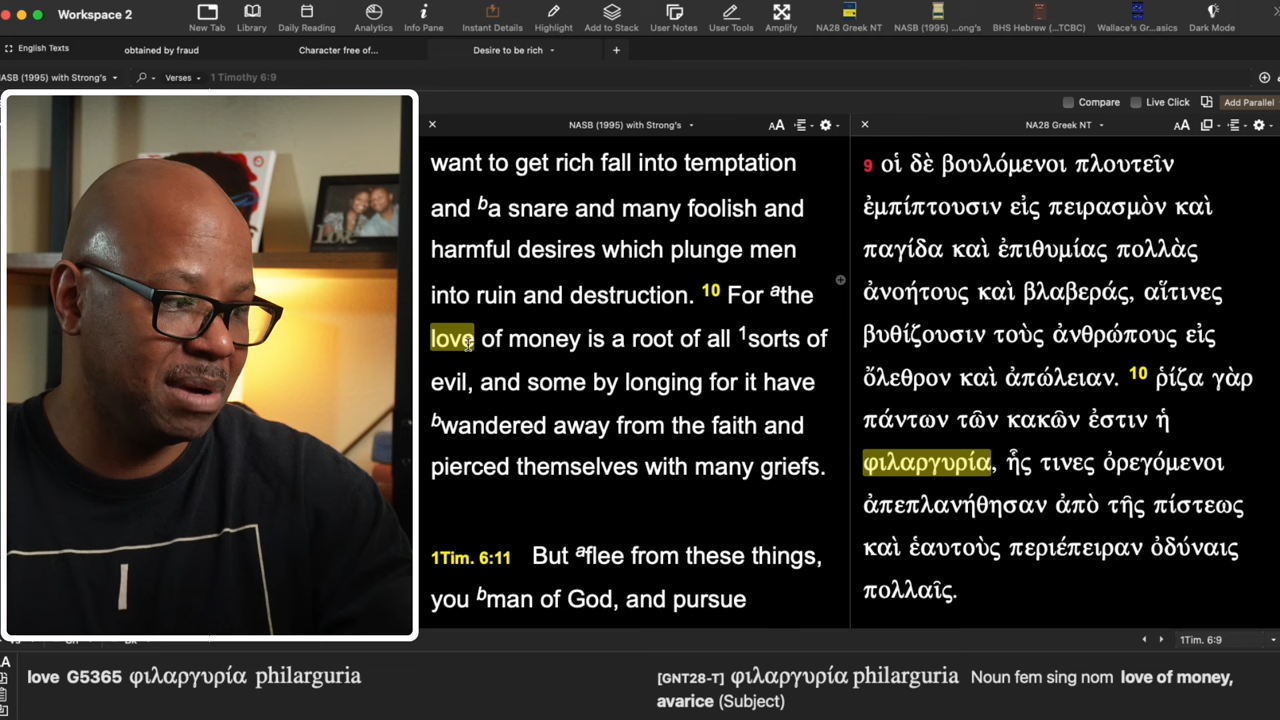 Workspace 2
New Tab
Library
Daily Reading
Analytics
Info Pane
Instant Details
Highlight
Add to Stack
User Notes
User Tools
Amplify
NA28 Greek NT
NASB (1995) ...ong's
BHS Hebrew (...TCBC)
Wallace's Gr...asics
Dark Mode
English Texts
obtained by fraud
Character free of...
Desire to be rich
NASB (1995) with Strong's
Verses
1 Timothy 6:9
Compare
Live Click
Add Parallel
NASB (1995) with Strong's
want to get rich fall into temptation
and ᵇa snare and many foolish and
harmful desires which plunge men
into ruin and destruction. 10 For ᵃthe
love of money is a root of all ¹sorts of
evil, and some by longing for it have
ᵇwandered away from the faith and
pierced themselves with many griefs.
1Tim. 6:11 But ᵃflee from these things,
you ᵇman of God, and pursue
NA28 Greek NT
9 οἱ δὲ βουλόμενοι πλουτεῖν
ἐμπίπτουσιν εἰς πειρασμὸν καὶ
παγίδα καὶ ἐπιθυμίας πολλὰς
ἀνοήτους καὶ βλαβεράς, αἵτινες
βυθίζουσιν τοὺς ἀνθρώπους εἰς
ὄλεθρον καὶ ἀπώλειαν. 10 ῥίζα γὰρ
πάντων τῶν κακῶν ἐστιν ἡ
φιλαργυρία, ἧς τινες ὀρεγόμενοι
ἀπεπλανήθησαν ἀπὸ τῆς πίστεως
καὶ ἑαυτοὺς περιέπειραν ὀδύναις
πολλαῖς.
1Tim. 6:9
Love
love G5365 φιλαργυρία philarguria
[GNT28-T] φιλαργυρία philarguria Noun fem sing nom love of money,
avarice (Subject)